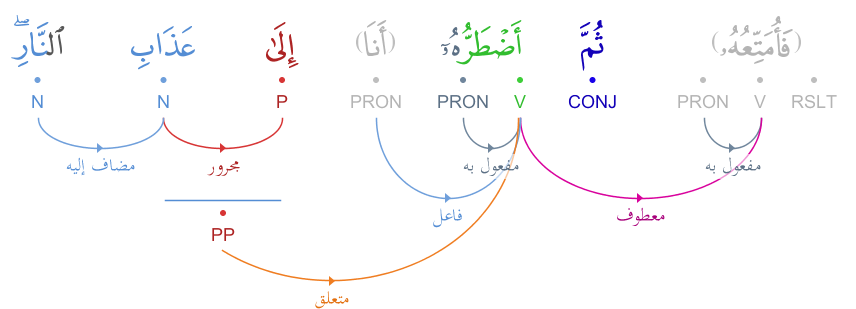 (فَأُمَتِّعُهُۥ) ثُمَّ أَضْطَرُّهُۥٓ (أَنَا) إِلَىٰ عَذَابِ ٱلنَّارِ ۖ
RSLT V PRON CONJ V PRON PRON P N N
مفعول به مفعول به مجرور مضاف إليه
معطوف فاعل
PP
متعلق